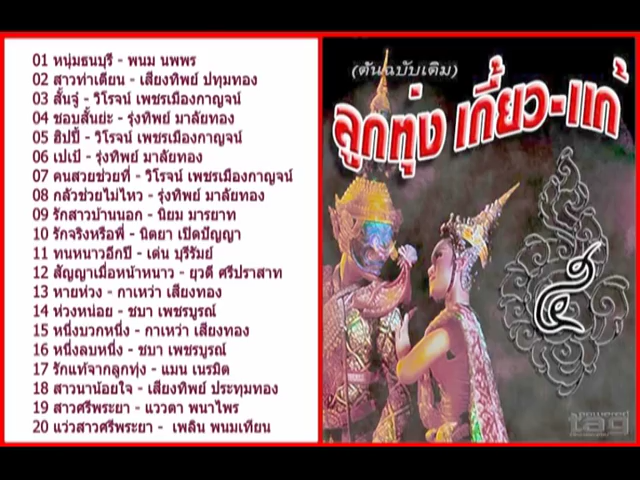 01 หนุ่มธนบุรี - พนม นพพร
02 สาวท่าเตียน - เสียงทิพย์ ปทุมทอง
03 สั้นจู๋ - วิโรจน์ เพชรเมืองกาญจน์
04 ชอบสั้นย่ะ - รุ่งทิพย์ มาลัยทอง
05 ฮิปปี้ - วิโรจน์ เพชรเมืองกาญจน์
06 เปเป้ - รุ่งทิพย์ มาลัยทอง
07 คนสวยช่วยที่ - วิโรจน์ เพชรเมืองกาญจน์
08 กลัวช่วยไม่ไหว - รุ่งทิพย์ มาลัยทอง
09 รักสาวบ้านนอก - นิยม มารยาท
10 รักจริงหรือพี่ - นิตยา เปิดปัญญา
11 ทนหนาวอีกปี - เด่น บุรีรัมย์
12 สัญญาเมื่อหน้าหนาว - ยุวดี ศรีปราสาท
13 หายห่วง - กาเหว่า เสียงทอง
14 ห่วงหน่อย - ชบา เพชรบูรณ์
15 หนึ่งบวกหนึ่ง - กาเหว่า เสียงทอง
16 หนึ่งลบหนึ่ง - ชบา เพชรบูรณ์
17 รักแท้จากลูกทุ่ง - แมน เนรมิต
18 สาวนาน้อยใจ - เสียงทิพย์ ประทุมทอง
19 สาวศรีพระยา - แววตา พนาไพร
20 แว่วสาวศรีพระยา - เพลิน พนมเทียน
(ต้นฉบับเดิม)
ลูกทุ่ง เกี้ยว-แก้
๕
tag